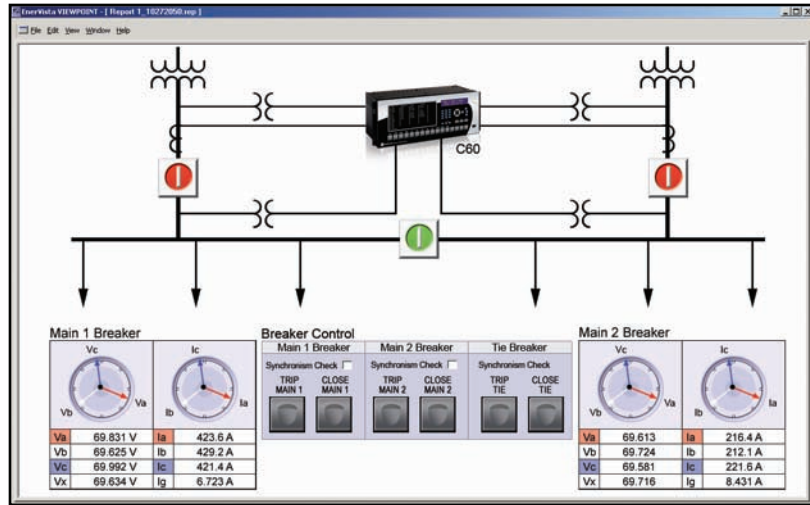 EnerVista VIEWPOINT - [ Report 1_10272050.rep ]
File Edit View Window Help
C60
Main 1 Breaker
Vc
Va
Vb
Ic
Ia
Ib
Va 69.831 V Ia 423.6 A
Vb 69.625 V Ib 429.2 A
Vc 69.992 V Ic 421.4 A
Vx 69.634 V Ig 6.723 A
Breaker Control
Main 1 Breaker Main 2 Breaker Tie Breaker
Synchronism Check Synchronism Check Synchronism Check
TRIP CLOSE TRIP CLOSE TRIP CLOSE
MAIN 1 MAIN 1 MAIN 2 MAIN 2 TIE TIE
Main 2 Breaker
Vc
Va
Vb
Ic
Ia
Ib
Va 69.613 Ia 216.4 A
Vb 69.724 Ib 212.1 A
Vc 69.581 Ic 221.6 A
Vx 69.716 Ig 8.431 A